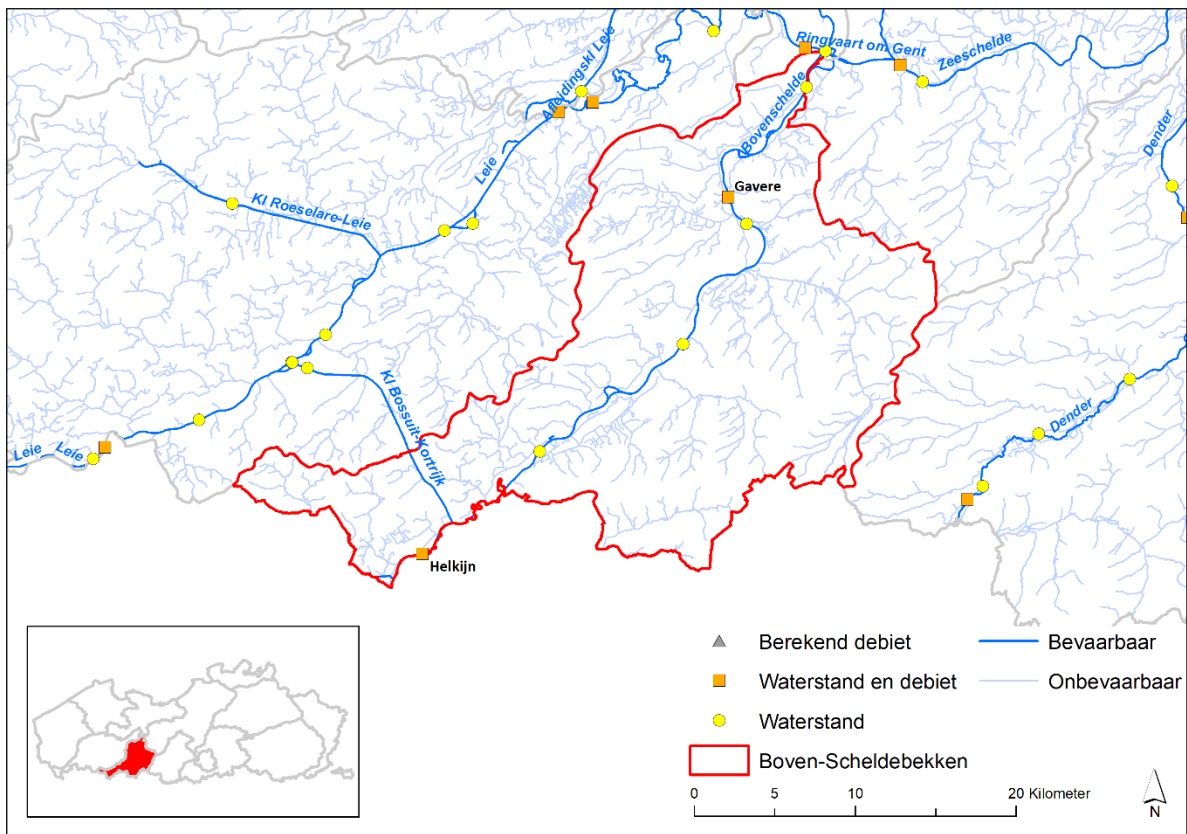 Ringvaart om Gent
Zeeschelde
Afleidingskl Leie
Bovenschelde
Dender
Leie
Gavere
Kl Roeselare-Leie
Kl Bossuit-Kortrijk
Dender
Leie
Leie
Helkijn
Berekend debiet
Bevaarbaar
Waterstand en debiet
Onbevaarbaar
Waterstand
Boven-Scheldebekken
0 5 10 20 Kilometer
N